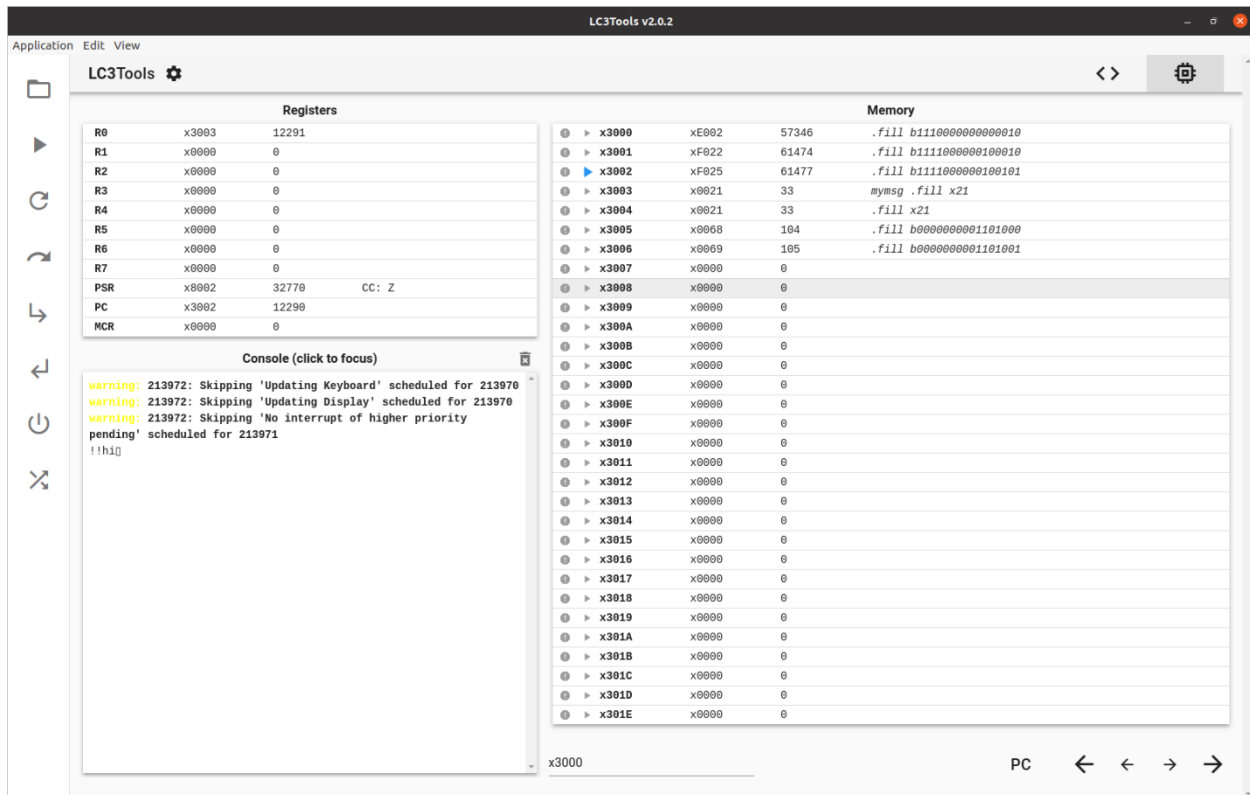 LC3Tools v2.0.2
Application Edit View
LC3Tools
Registers
R0 x3003 12291
R1 x0000 0
R2 x0000 0
R3 x0000 0
R4 x0000 0
R5 x0000 0
R6 x0000 0
R7 x0000 0
PSR x8002 32770 CC: Z
PC x3002 12290
MCR x0000 0
Console (click to focus)
warning: 213972: Skipping 'Updating Keyboard' scheduled for 213970
warning: 213972: Skipping 'Updating Display' scheduled for 213970
warning: 213972: Skipping 'No interrupt of higher priority
pending' scheduled for 213971
!!hi▯
Memory
x3000 xE002 57346 .fill b1110000000000010
x3001 xF022 61474 .fill b1111000000100010
x3002 xF025 61477 .fill b1111000000100101
x3003 x0021 33 mymsg .fill x21
x3004 x0021 33 .fill x21
x3005 x0068 104 .fill b0000000001101000
x3006 x0069 105 .fill b0000000001101001
x3007 x0000 0
x3008 x0000 0
x3009 x0000 0
x300A x0000 0
x300B x0000 0
x300C x0000 0
x300D x0000 0
x300E x0000 0
x300F x0000 0
x3010 x0000 0
x3011 x0000 0
x3012 x0000 0
x3013 x0000 0
x3014 x0000 0
x3015 x0000 0
x3016 x0000 0
x3017 x0000 0
x3018 x0000 0
x3019 x0000 0
x301A x0000 0
x301B x0000 0
x301C x0000 0
x301D x0000 0
x301E x0000 0
x3000
PC